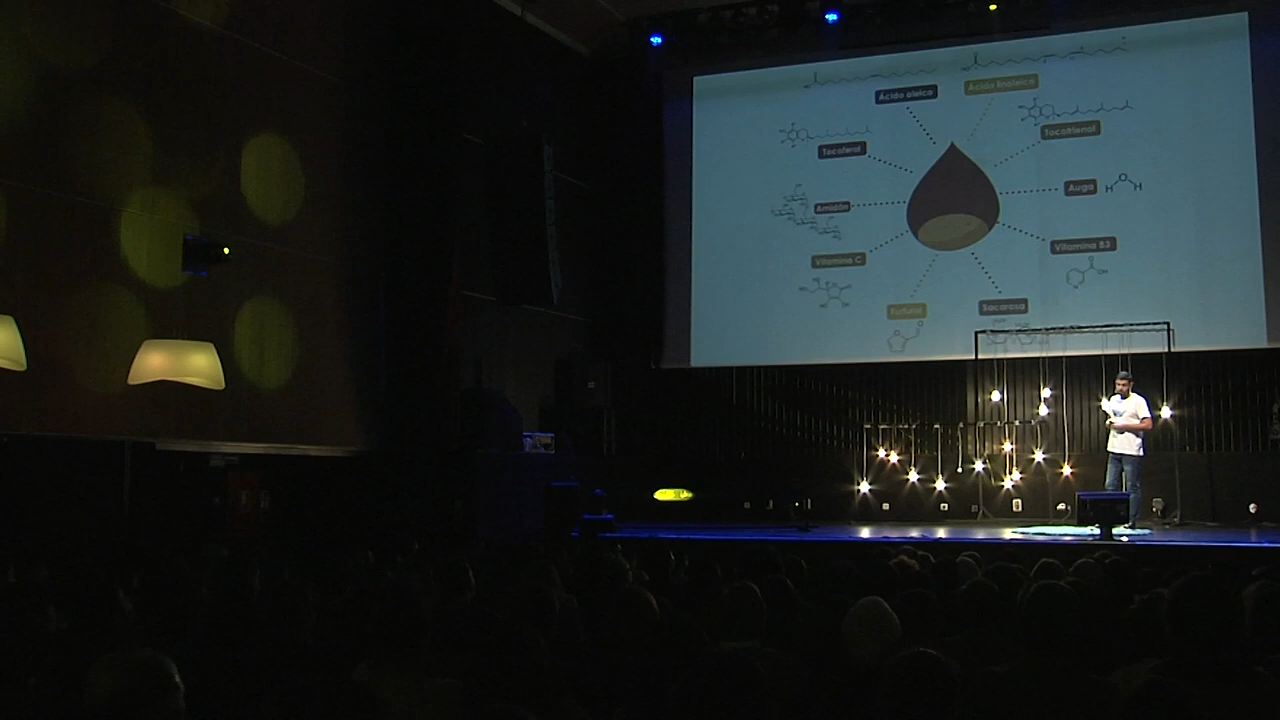 Ácido oleico
Ácido linoleico
Tocoferol
Tocotrienol
Amidón
Auga
H O H
Vitamina C
Vitamina B3
Furfural
Sacarosa